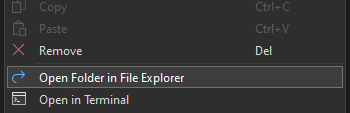 Copy Ctrl+C
Paste Ctrl+V
Remove Del
Open Folder in File Explorer
Open in Terminal